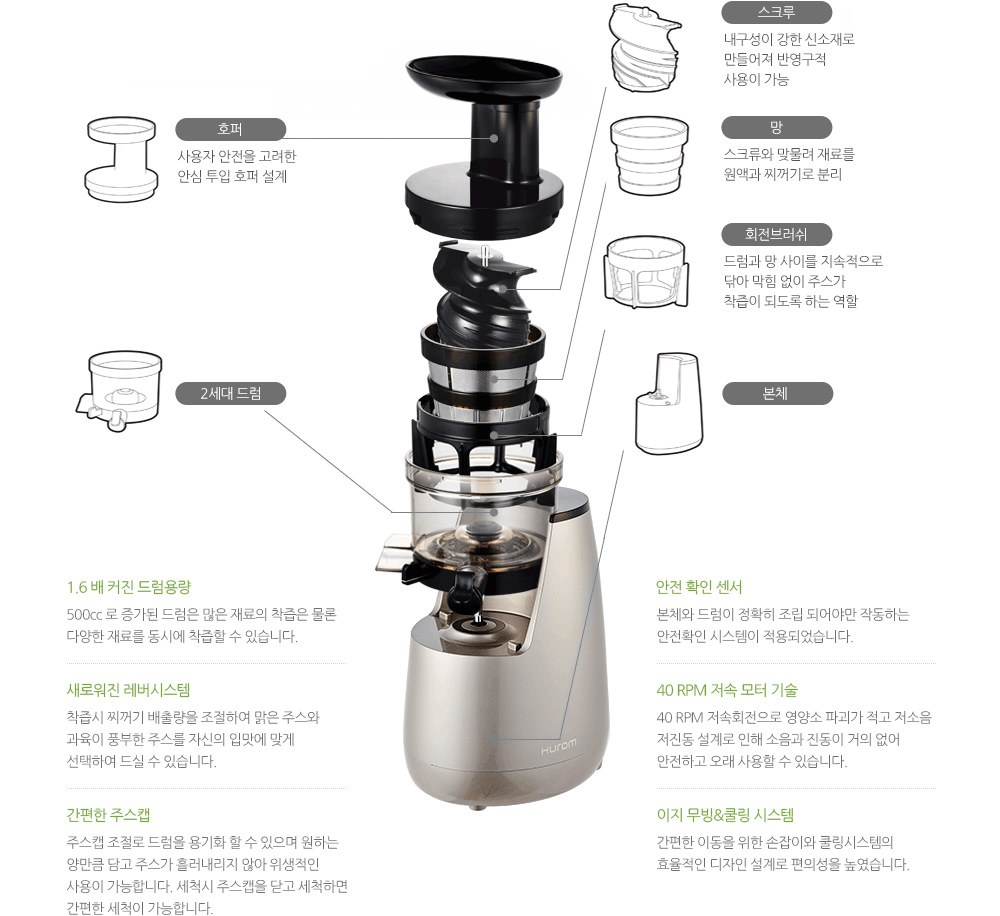 스크루
내구성이 강한 신소재로
만들어져 반영구적
사용이 가능
호퍼
사용자 안전을 고려한
안심 투입 호퍼 설계
망
스크류와 맞물려 재료를
원액과 찌꺼기로 분리
회전브러쉬
드럼과 망 사이를 지속적으로
닦아 막힘 없이 주스가
착즙이 되도록 하는 역할
2세대 드럼
본체
1.6 배 커진 드럼용량
500cc 로 증가된 드럼은 많은 재료의 착즙은 물론
다양한 재료를 동시에 착즙할 수 있습니다.
새로워진 레버시스템
착즙시 찌꺼기 배출량을 조절하여 맑은 주스와
과육이 풍부한 주스를 자신의 입맛에 맞게
선택하여 드실 수 있습니다.
간편한 주스캡
주스캡 조절로 드럼을 용기화 할 수 있으며 원하는
양만큼 담고 주스가 흘러내리지 않아 위생적인
사용이 가능합니다. 세척시 주스캡을 닫고 세척하면
간편한 세척이 가능합니다.
안전 확인 센서
본체와 드럼이 정확히 조립 되어야만 작동하는
안전확인 시스템이 적용되었습니다.
40 RPM 저속 모터 기술
40 RPM 저속회전으로 영양소 파괴가 적고 저소음
저진동 설계로 인해 소음과 진동이 거의 없어
안전하고 오래 사용할 수 있습니다.
이지 무빙&쿨링 시스템
간편한 이동을 위한 손잡이와 쿨링시스템의
효율적인 디자인 설계로 편의성을 높였습니다.
Hurom